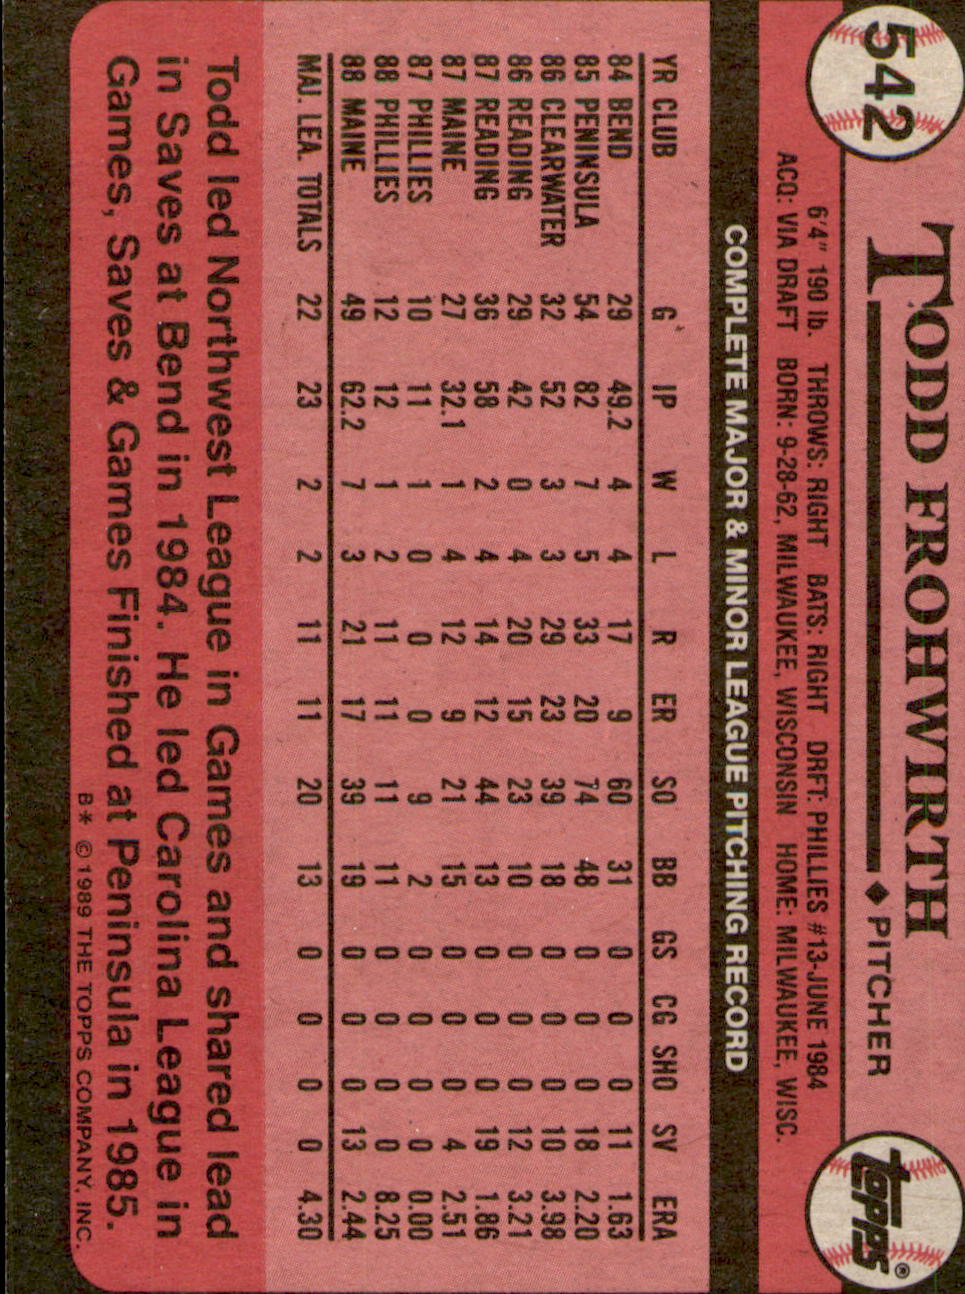 542
TODD FROHWIRTH
PITCHER
TOPPS®
6'4" 190 lb. THROWS: RIGHT BATS: RIGHT DRFT: PHILLIES #13-JUNE 1984
ACQ: VIA DRAFT BORN: 9-28-62, MILWAUKEE, WISCONSIN HOME: MILWAUKEE, WISC.
COMPLETE MAJOR & MINOR LEAGUE PITCHING RECORD
YR CLUB G IP W L R ER SO BB GS CG SHO SV ERA
84 BEND 29 49.2 4 4 17 9 60 31 0 0 0 11 1.63
85 PENINSULA 54 82 7 5 33 20 74 48 0 0 0 18 2.20
86 CLEARWATER 32 52 3 3 29 23 39 18 0 0 0 10 3.98
86 READING 29 42 0 4 20 15 23 10 0 0 0 12 3.21
87 READING 36 58 2 4 14 12 44 13 0 0 0 19 1.86
87 MAINE 27 32.1 1 4 12 9 21 15 0 0 0 4 2.51
87 PHILLIES 10 11 1 0 0 0 9 2 0 0 0 0 0.00
88 PHILLIES 12 12 1 2 11 11 11 11 0 0 0 0 8.25
88 MAINE 49 62.2 7 3 21 17 39 19 0 0 0 13 2.44
MAJ. LEA. TOTALS 22 23 2 2 11 11 20 13 0 0 0 0 4.30
Todd led Northwest League in Games and shared lead
in Saves at Bend in 1984. He led Carolina League in
Games, Saves & Games Finished at Peninsula in 1985.
B* © 1989 THE TOPPS COMPANY, INC.